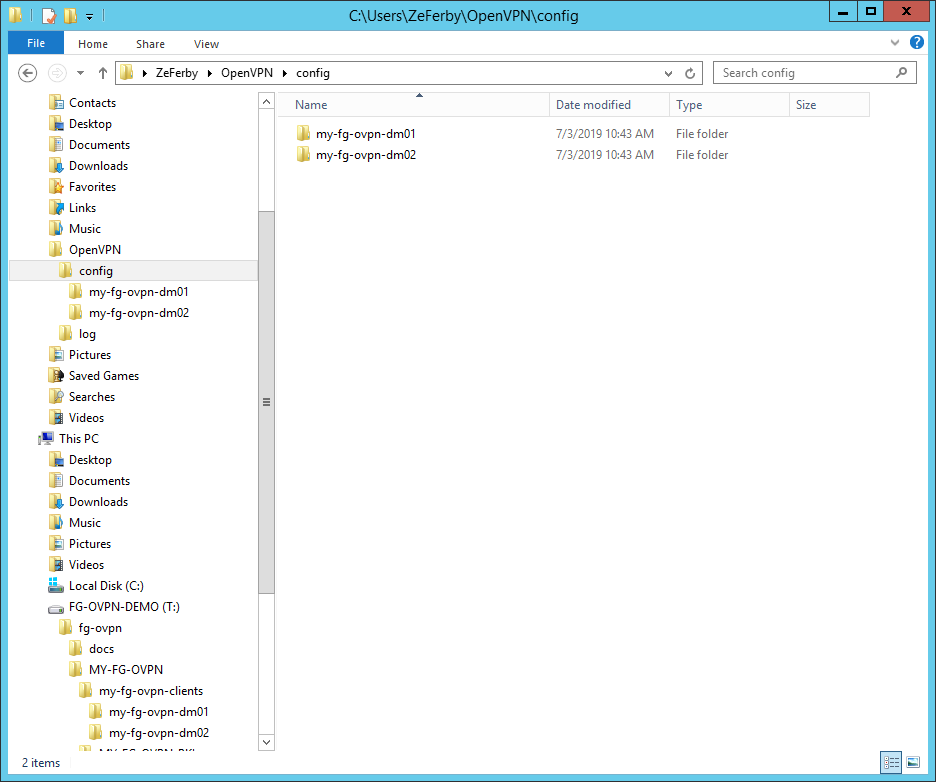 C:\Users\ZeFerby\OpenVPN\config
File Home Share View
ZeFerby OpenVPN config Search config
Contacts
Desktop
Documents
Downloads
Favorites
Links
Music
OpenVPN
config
my-fg-ovpn-dm01
my-fg-ovpn-dm02
log
Pictures
Saved Games
Searches
Videos
This PC
Desktop
Documents
Downloads
Music
Pictures
Videos
Local Disk (C:)
FG-OVPN-DEMO (T:)
fg-ovpn
docs
MY-FG-OVPN
my-fg-ovpn-clients
my-fg-ovpn-dm01
my-fg-ovpn-dm02
Name Date modified Type Size
my-fg-ovpn-dm01 7/3/2019 10:43 AM File folder
my-fg-ovpn-dm02 7/3/2019 10:43 AM File folder
2 items